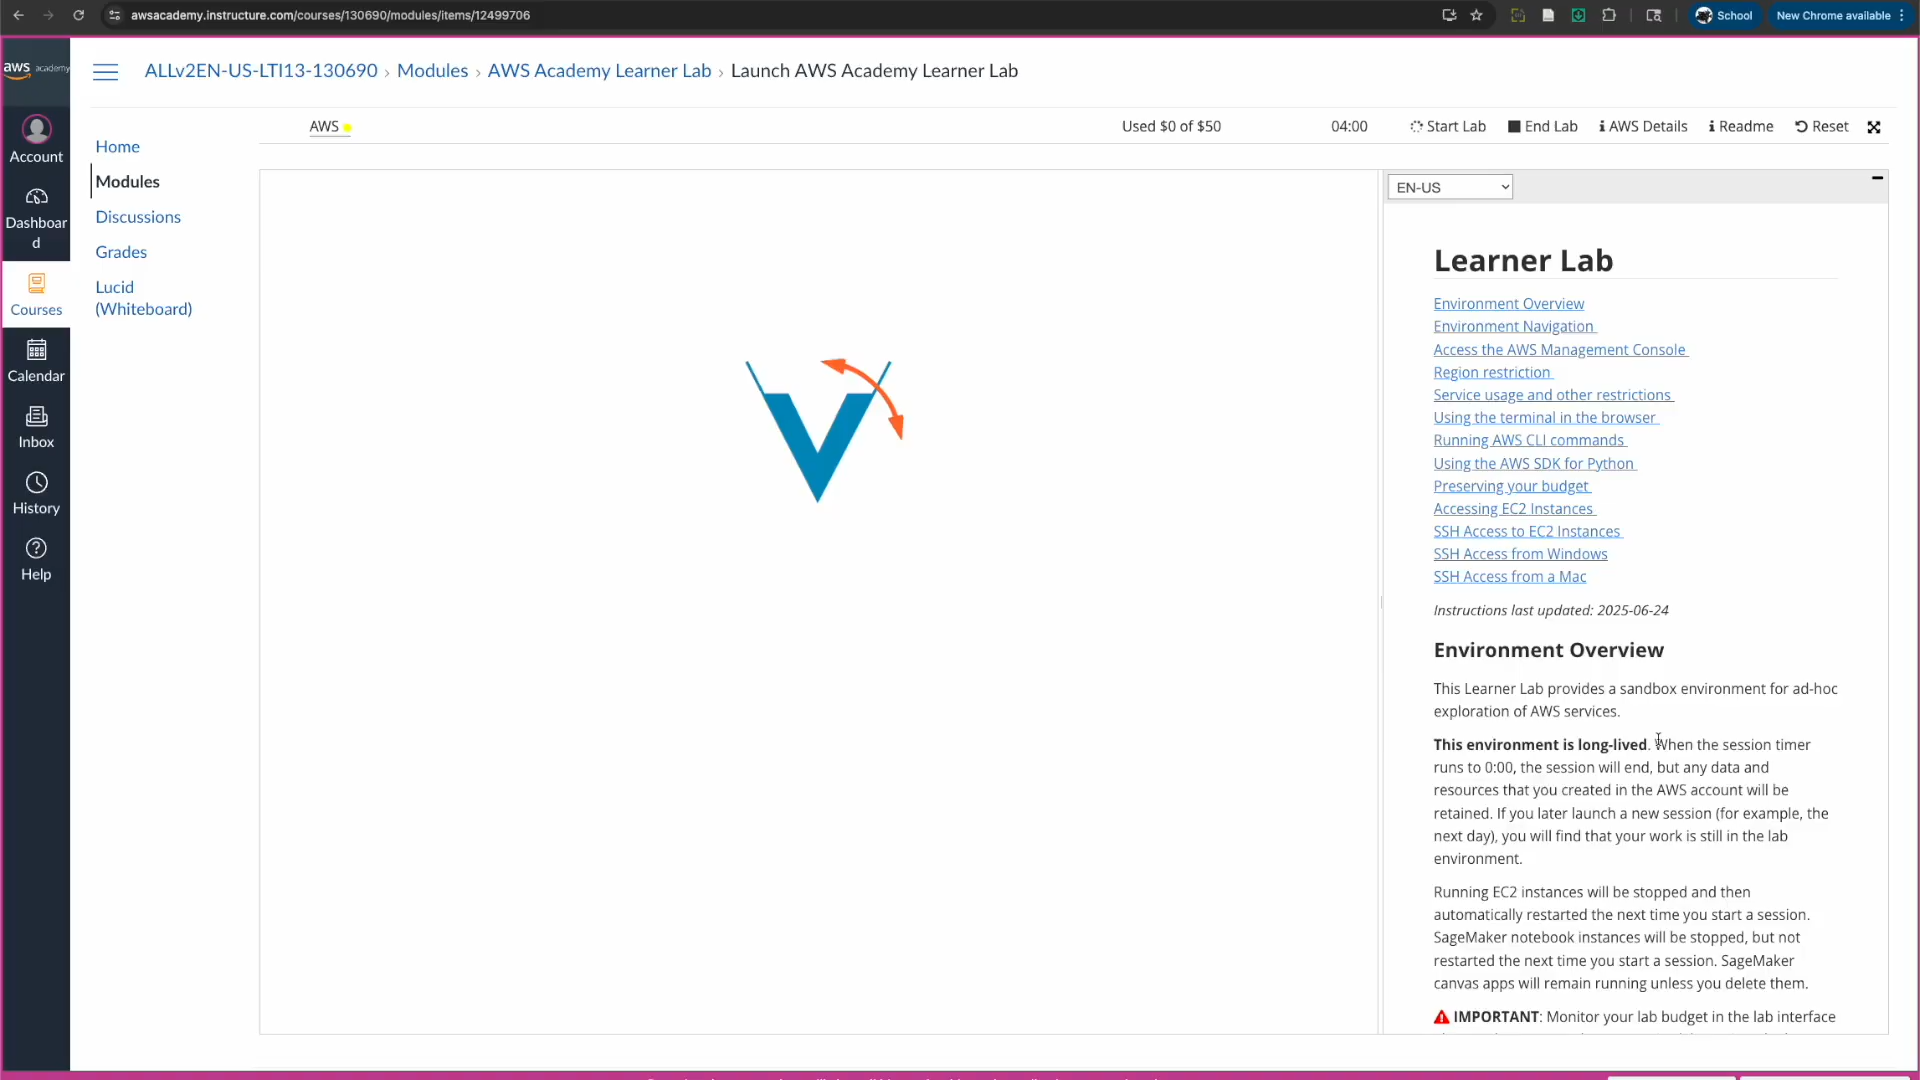 awsacademy.instructure.com/courses/130690/modules/items/12499706
School
New Chrome available
aws academy
ALLv2EN-US-LTI13-130690 › Modules › AWS Academy Learner Lab › Launch AWS Academy Learner Lab
Account
Dashboar
d
Courses
Calendar
Inbox
History
Help
Home
Modules
Discussions
Grades
Lucid
(Whiteboard)
AWS
Used $0 of $50
04:00
Start Lab
End Lab
AWS Details
Readme
Reset
EN-US
Learner Lab
Environment Overview
Environment Navigation
Access the AWS Management Console
Region restriction
Service usage and other restrictions
Using the terminal in the browser
Running AWS CLI commands
Using the AWS SDK for Python
Preserving your budget
Accessing EC2 Instances
SSH Access to EC2 Instances
SSH Access from Windows
SSH Access from a Mac
Instructions last updated: 2025-06-24
Environment Overview
This Learner Lab provides a sandbox environment for ad-hoc
exploration of AWS services.
This environment is long-lived. When the session timer
runs to 0:00, the session will end, but any data and
resources that you created in the AWS account will be
retained. If you later launch a new session (for example, the
next day), you will find that your work is still in the lab
environment.
Running EC2 instances will be stopped and then
automatically restarted the next time you start a session.
SageMaker notebook instances will be stopped, but not
restarted the next time you start a session. SageMaker
canvas apps will remain running unless you delete them.
IMPORTANT: Monitor your lab budget in the lab interface